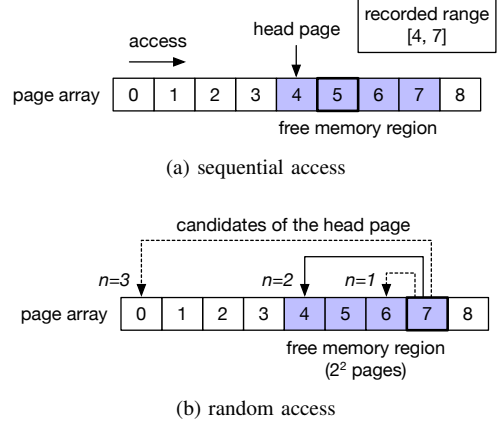 recorded range
[4, 7]
head page
access
page array 0 1 2 3 4 5 6 7 8
free memory region
(a) sequential access
candidates of the head page
n=3 n=2 n=1
page array 0 1 2 3 4 5 6 7 8
free memory region
(2² pages)
(b) random access